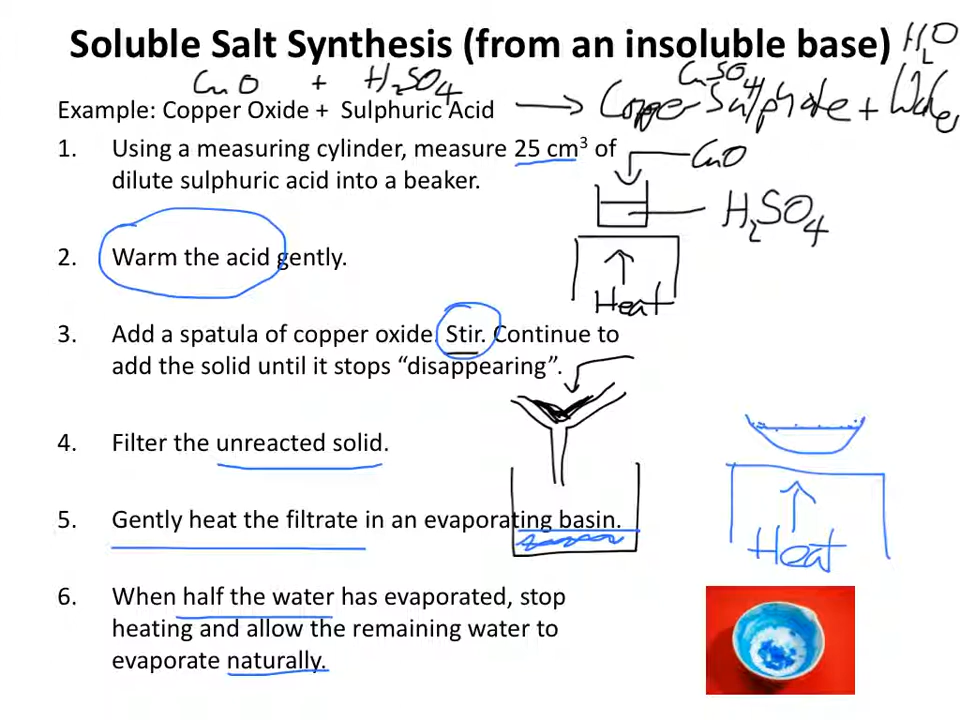 Soluble Salt Synthesis (from an insoluble base) H2O
CuO + H2SO4 CuSO4
Example: Copper Oxide + Sulphuric Acid → Copper Sulphate + Water
1. Using a measuring cylinder, measure 25 cm³ of
dilute sulphuric acid into a beaker.
CuO
H2SO4
2. Warm the acid gently.
Heat
3. Add a spatula of copper oxide. Stir. Continue to
add the solid until it stops “disappearing”.
4. Filter the unreacted solid.
5. Gently heat the filtrate in an evaporating basin.
Heat
6. When half the water has evaporated, stop
heating and allow the remaining water to
evaporate naturally.